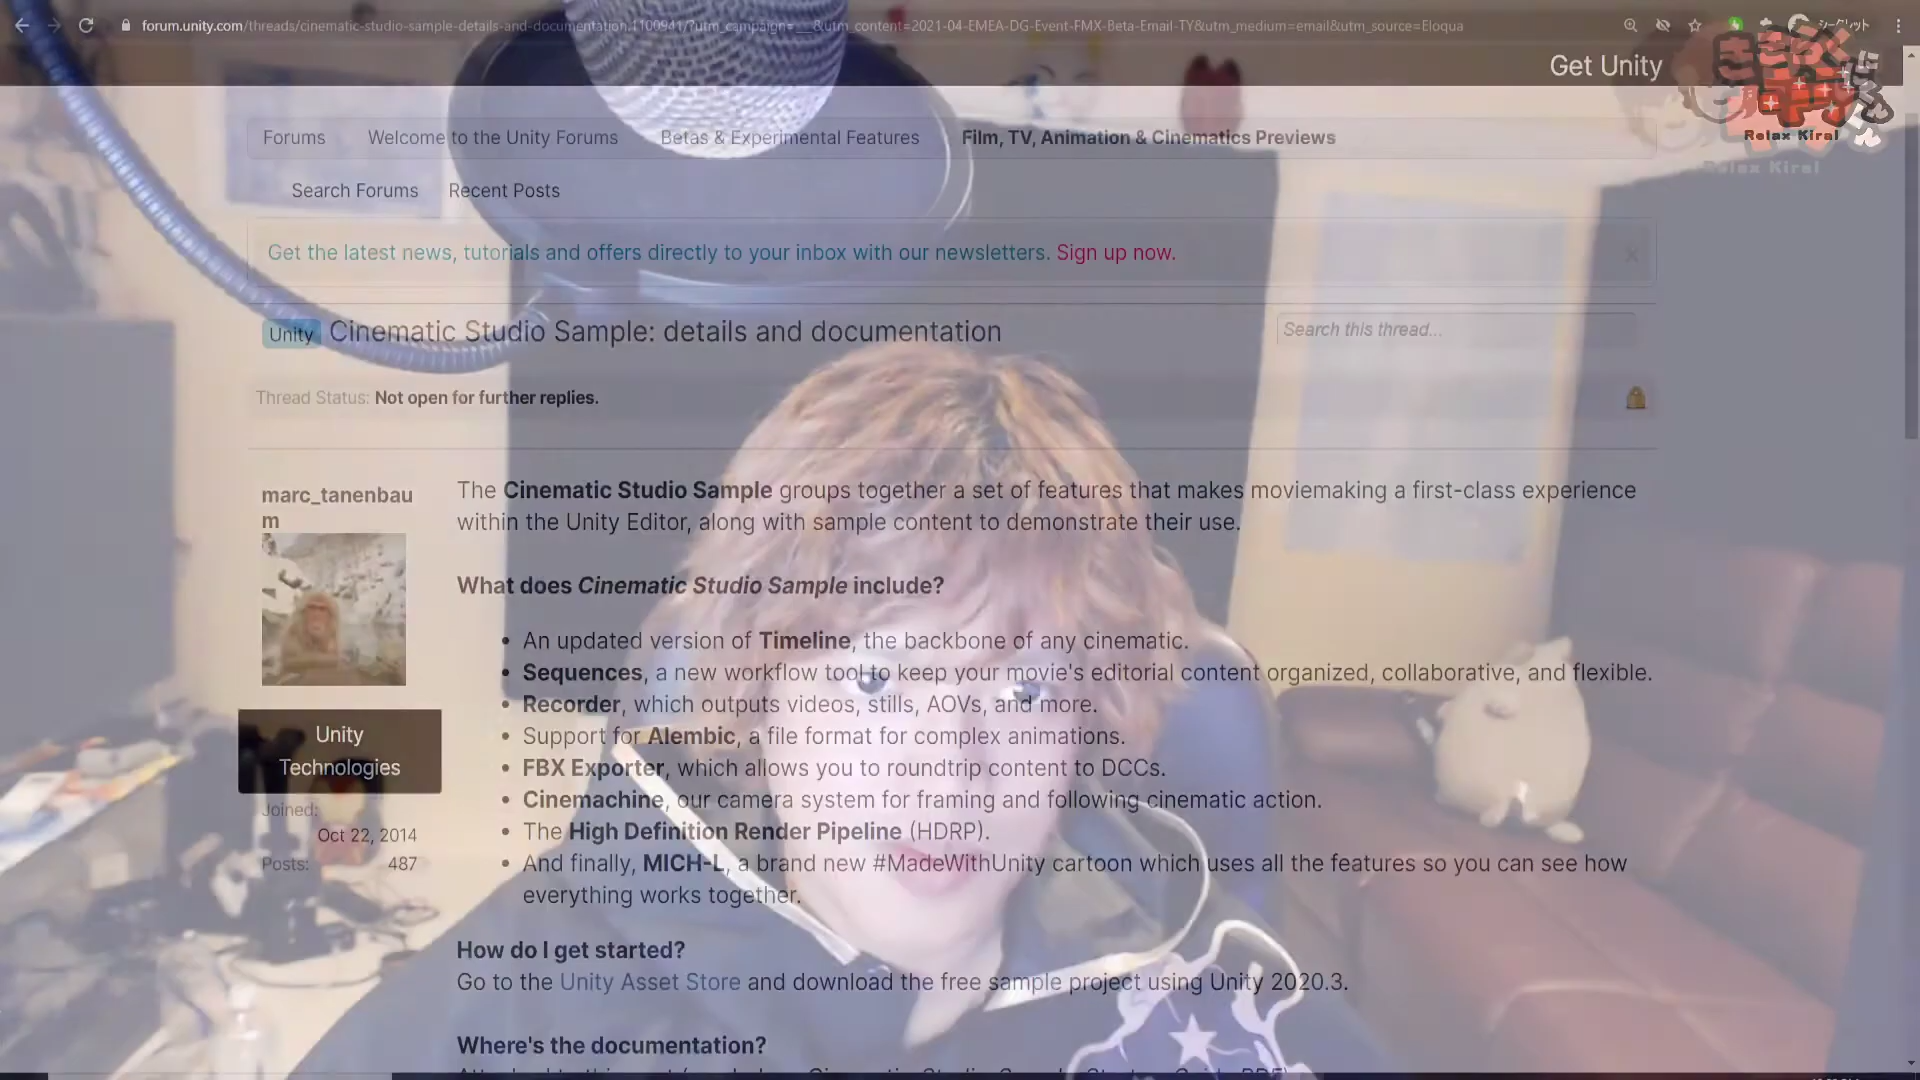 forum.unity.com/threads/cinematic-studio-sample-details-and-documentation.1100941/?utm_campaign=__&utm_content=2021-04-EMEA-DG-Event-FMX-Beta-Email-TY&utm_medium=email&utm_source=Eloqua
シークレット
Get Unity
Relax Kiral
Relax Kiral
Forums Welcome to the Unity Forums Betas & Experimental Features Film, TV, Animation & Cinematics Previews
Search Forums Recent Posts
Get the latest news, tutorials and offers directly to your inbox with our newsletters. Sign up now.
Unity Cinematic Studio Sample: details and documentation
Search this thread...
Thread Status: Not open for further replies.
marc_tanenbau
m
Unity
Technologies
Joined:
Oct 22, 2014
Posts: 487
The Cinematic Studio Sample groups together a set of features that makes moviemaking a first-class experience
within the Unity Editor, along with sample content to demonstrate their use.
What does Cinematic Studio Sample include?
• An updated version of Timeline, the backbone of any cinematic.
• Sequences, a new workflow tool to keep your movie's editorial content organized, collaborative, and flexible.
• Recorder, which outputs videos, stills, AOVs, and more.
• Support for Alembic, a file format for complex animations.
• FBX Exporter, which allows you to roundtrip content to DCCs.
• Cinemachine, our camera system for framing and following cinematic action.
• The High Definition Render Pipeline (HDRP).
• And finally, MICH-L, a brand new #MadeWithUnity cartoon which uses all the features so you can see how
everything works together.
How do I get started?
Go to the Unity Asset Store and download the free sample project using Unity 2020.3.
Where's the documentation?